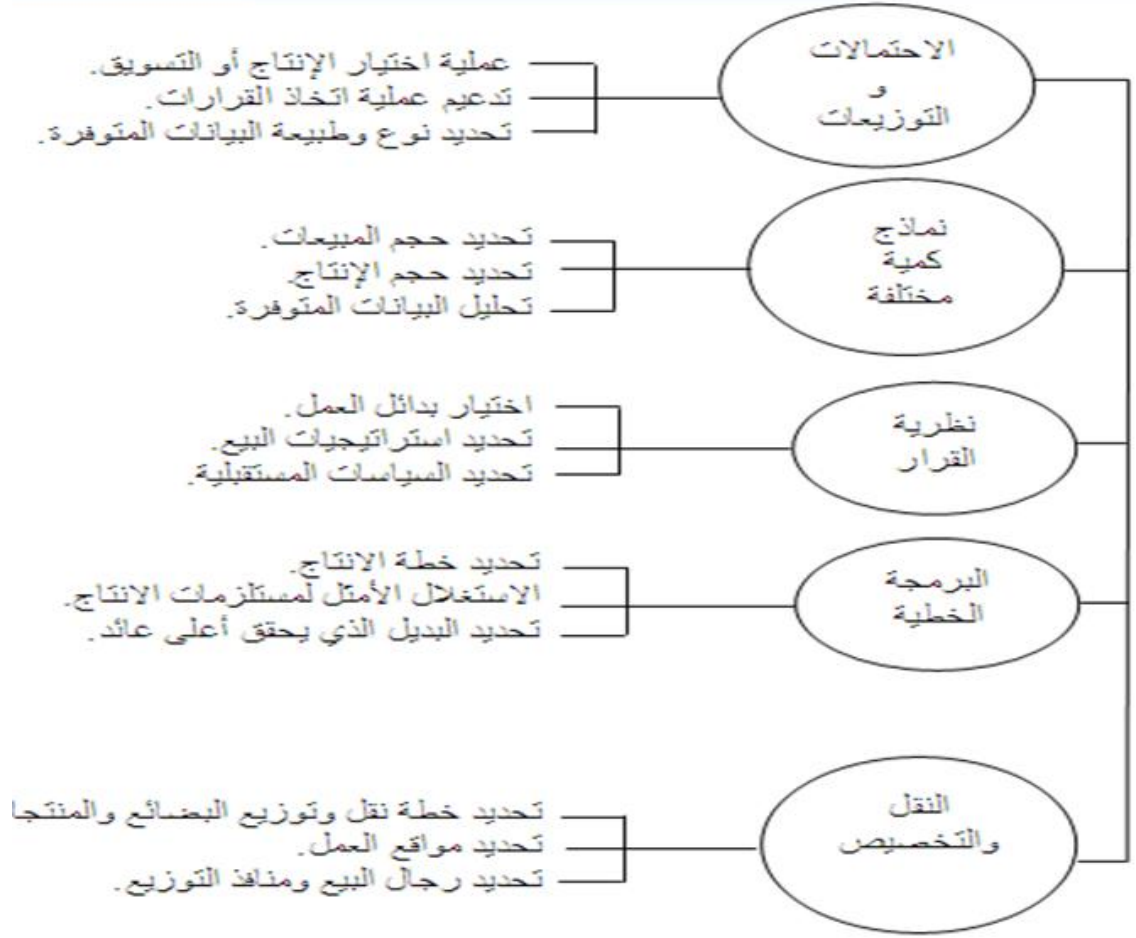 الاحتمالات
و
التوزيعات
عملية اختيار الإنتاج أو التسويق.
تدعيم عملية اتخاذ القرارات.
تحديد نوع وطبيعة البيانات المتوفرة.
نماذج
كمية
مختلفة
تحديد حجم المبيعات.
تحديد حجم الإنتاج.
تحليل البيانات المتوفرة.
نظرية
القرار
اختيار بدائل العمل.
تحديد استراتيجيات البيع.
تحديد السياسات المستقبلية.
البرمجة
الخطية
تحديد خطة الانتاج.
الاستغلال الأمثل لمستلزمات الانتاج.
تحديد البديل الذي يحقق أعلى عائد.
النقل
والتخصيص
تحديد خطة نقل وتوزيع البضائع والمنتجا
تحديد مواقع العمل.
تحديد رجال البيع ومنافذ التوزيع.